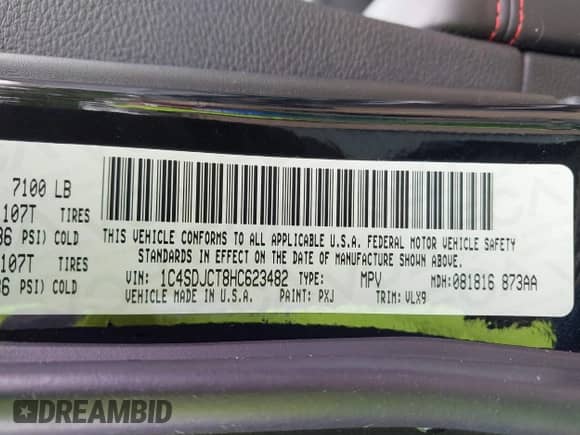 7100 LB
107T TIRES
36 PSI) COLD
107T TIRES
36 PSI) COLD
THIS VEHICLE CONFORMS TO ALL APPLICABLE U.S.A. FEDERAL MOTOR VEHICLE SAFETY
STANDARDS IN EFFECT ON THE DATE OF MANUFACTURE SHOWN ABOVE.
VIN: 1C4SDJCT8HC623482 TYPE: MPV MDH: 081816 873AA
VEHICLE MADE IN U.S.A. PAINT: PXJ TRIM: VLX9
DREAMBID